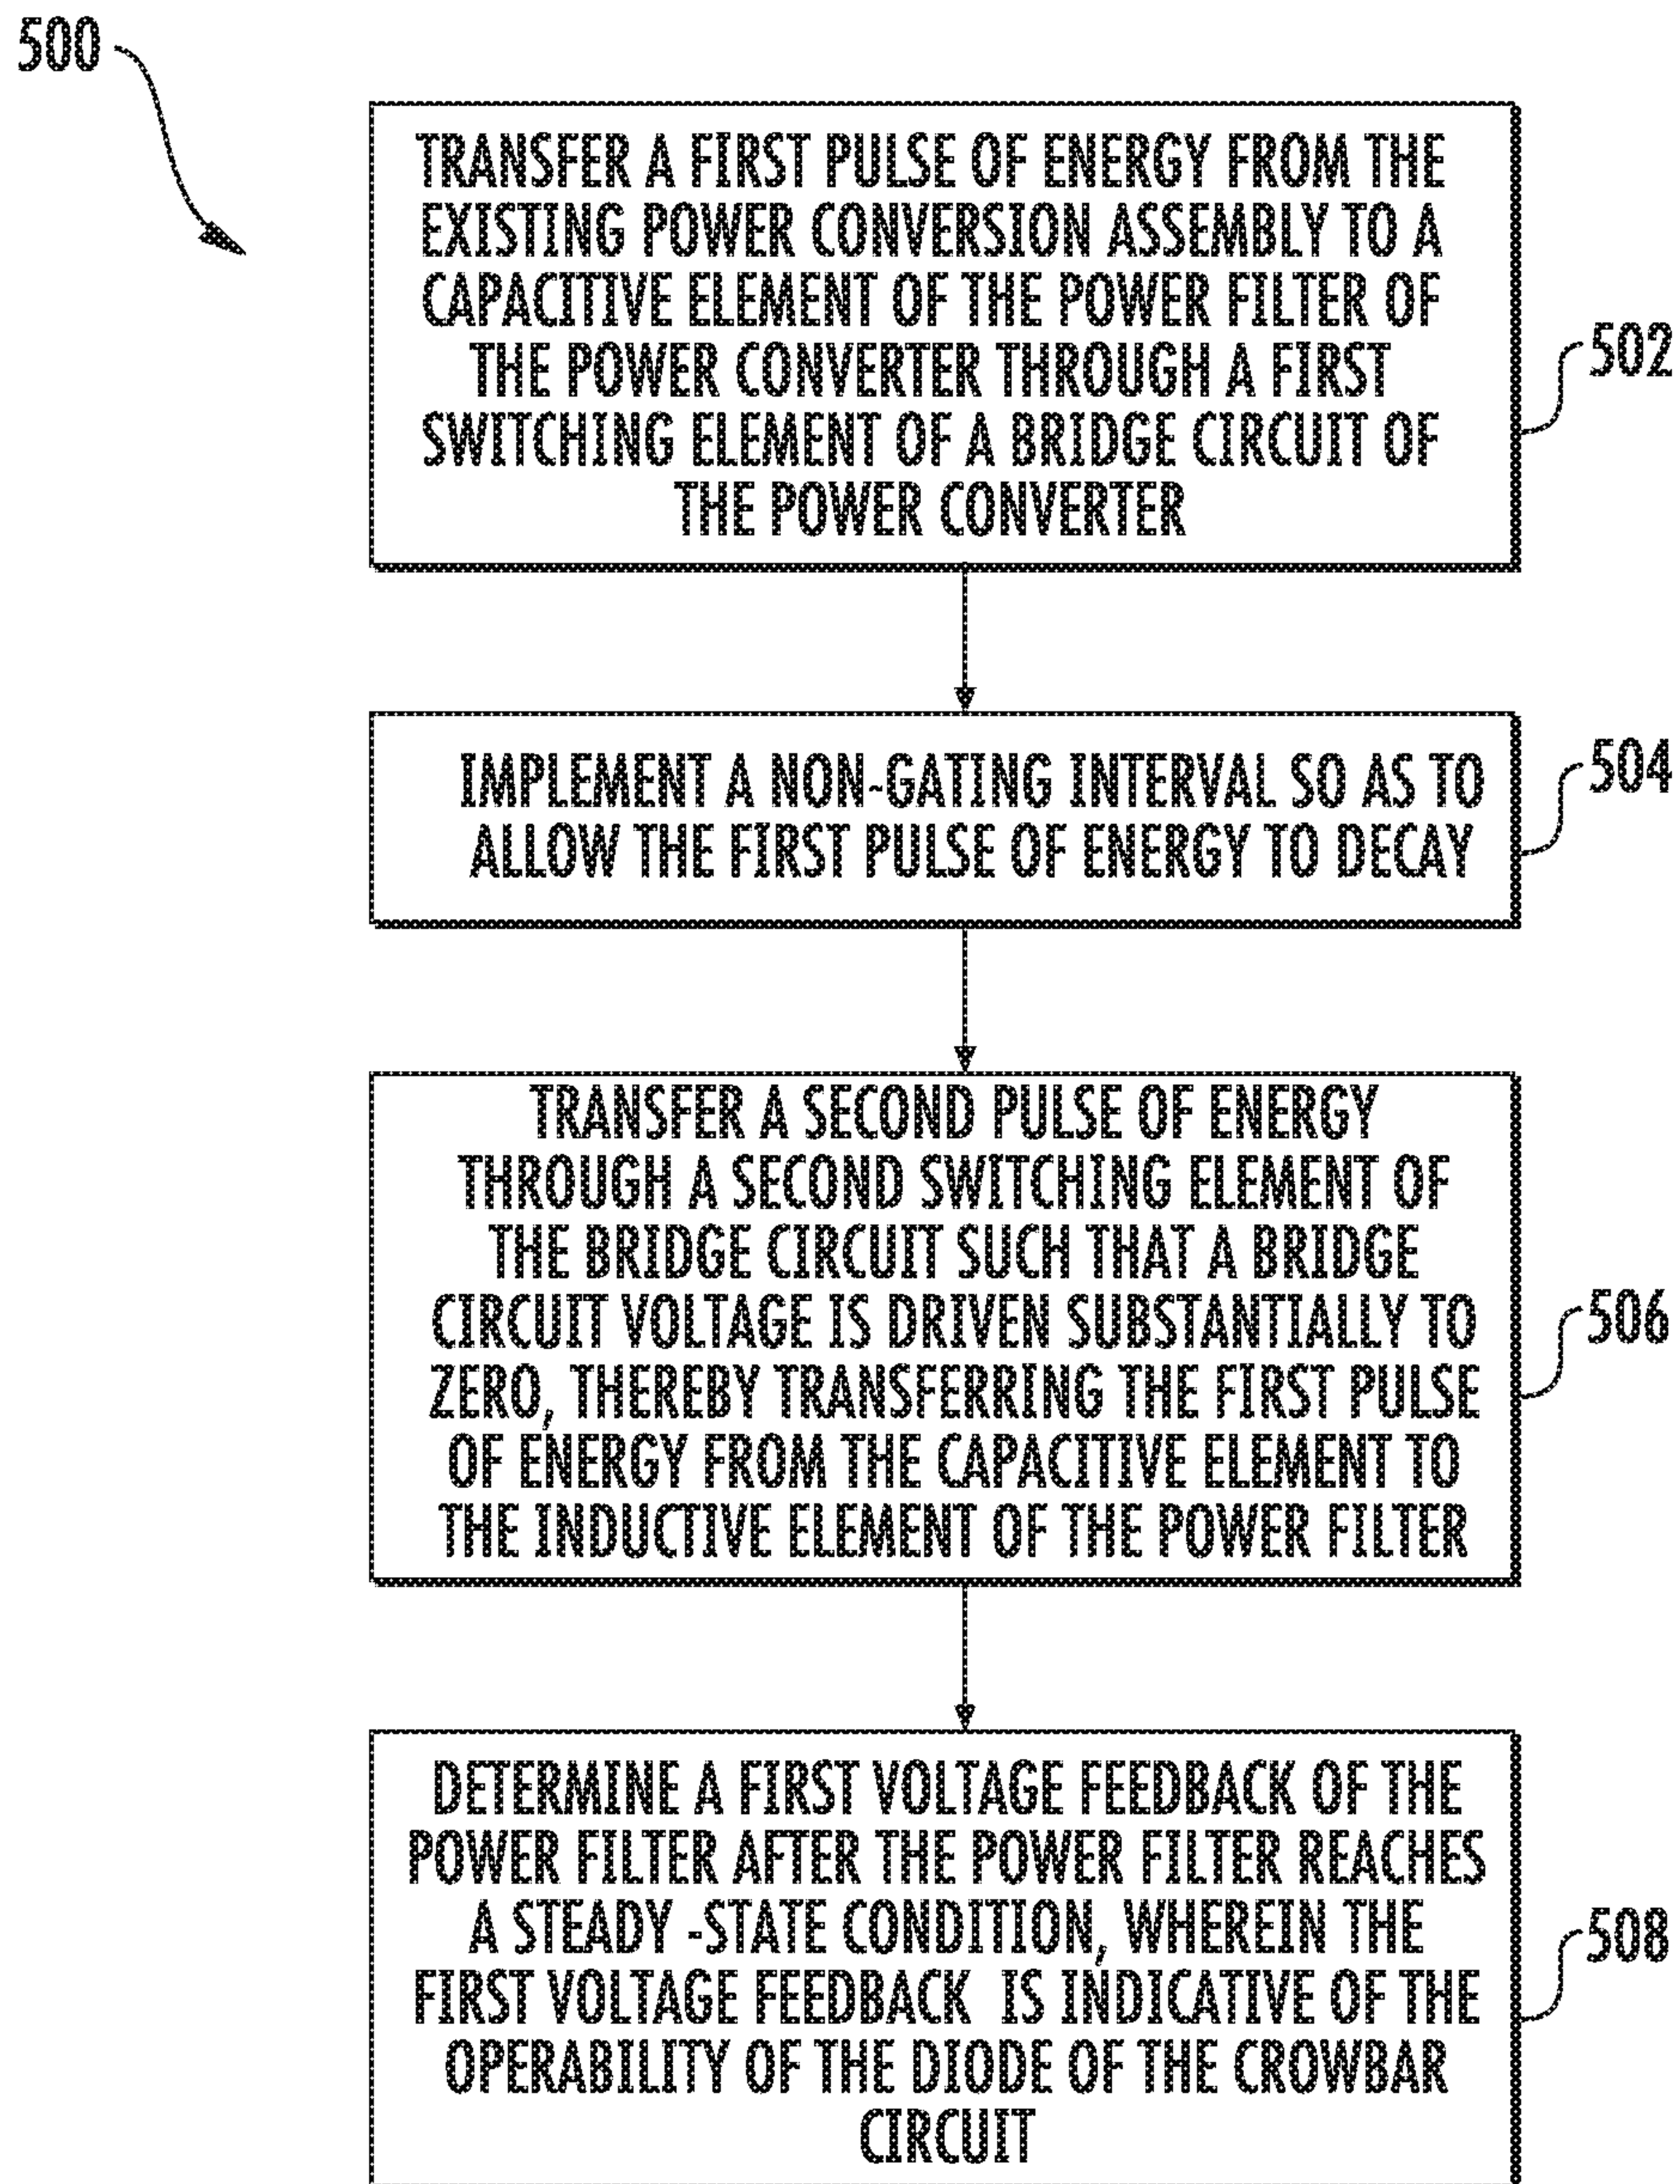 500
TRANSFER A FIRST PULSE OF ENERGY FROM THE
EXISTING POWER CONVERSION ASSEMBLY TO A
CAPACITIVE ELEMENT OF THE POWER FILTER OF
THE POWER CONVERTER THROUGH A FIRST
SWITCHING ELEMENT OF A BRIDGE CIRCUIT OF
THE POWER CONVERTER
502
IMPLEMENT A NON-GATING INTERVAL SO AS TO
ALLOW THE FIRST PULSE OF ENERGY TO DECAY
504
TRANSFER A SECOND PULSE OF ENERGY
THROUGH A SECOND SWITCHING ELEMENT OF
THE BRIDGE CIRCUIT SUCH THAT A BRIDGE
CIRCUIT VOLTAGE IS DRIVEN SUBSTANTIALLY TO
ZERO, THEREBY TRANSFERRING THE FIRST PULSE
OF ENERGY FROM THE CAPACITIVE ELEMENT TO
THE INDUCTIVE ELEMENT OF THE POWER FILTER
506
DETERMINE A FIRST VOLTAGE FEEDBACK OF THE
POWER FILTER AFTER THE POWER FILTER REACHES
A STEADY -STATE CONDITION, WHEREIN THE
FIRST VOLTAGE FEEDBACK IS INDICATIVE OF THE
OPERABILITY OF THE DIODE OF THE CROWBAR
CIRCUIT
508